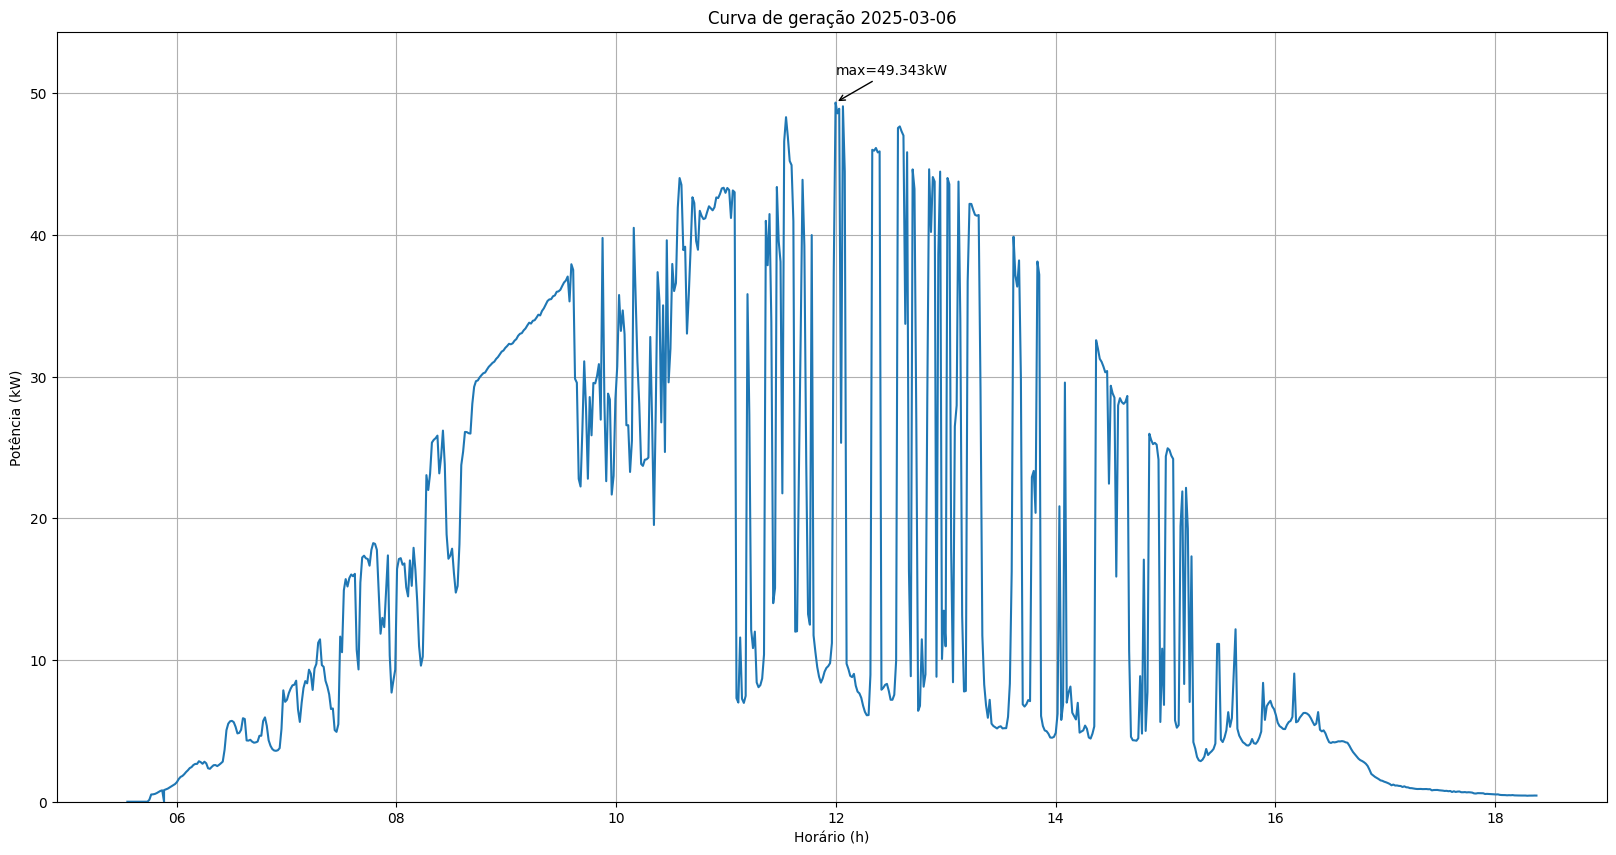 Curva de geração 2025-03-06
max=49.343kW
50
40
30
20
10
0
Potência (kW)
06 08 10 12 14 16 18
Horário (h)